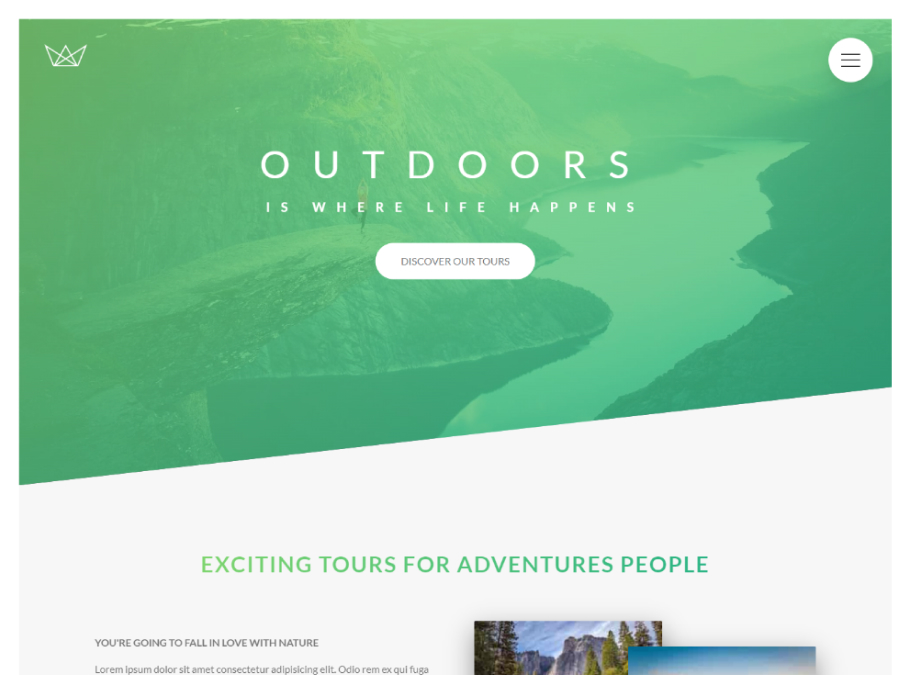 OUTDOORS
IS WHERE LIFE HAPPENS
DISCOVER OUR TOURS
EXCITING TOURS FOR ADVENTURES PEOPLE
YOU'RE GOING TO FALL IN LOVE WITH NATURE
Lorem ipsum dolor sit amet consectetur adipisicing elit. Odio rem ex qui fuga